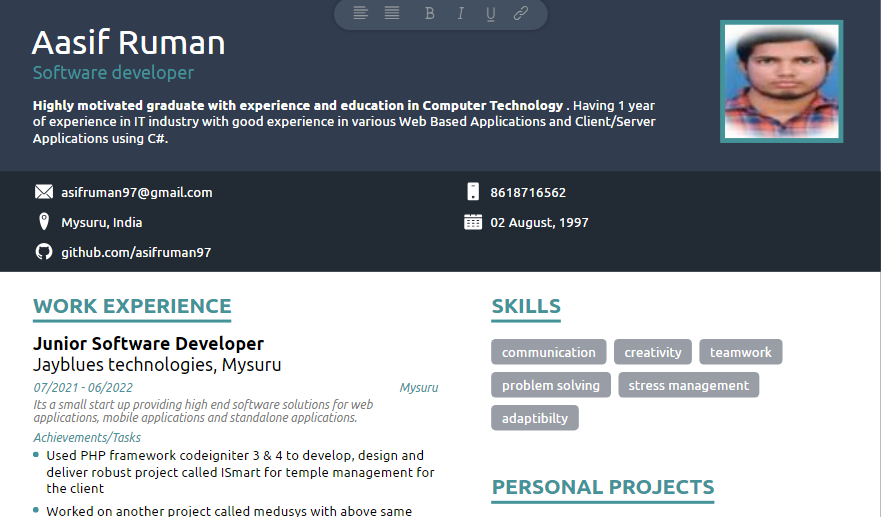 B I U
Aasif Ruman
Software developer
Highly motivated graduate with experience and education in Computer Technology . Having 1 year
of experience in IT industry with good experience in various Web Based Applications and Client/Server
Applications using C#.
asifruman97@gmail.com
8618716562
Mysuru, India
02 August, 1997
github.com/asifruman97
WORK EXPERIENCE
Junior Software Developer
Jayblues technologies, Mysuru
07/2021 - 06/2022
Mysuru
Its a small start up providing high end software solutions for web
applications, mobile applications and standalone applications.
Achievements/Tasks
Used PHP framework codeigniter 3 & 4 to develop, design and
deliver robust project called ISmart for temple management for
the client
Worked on another project called medusys with above same
SKILLS
communication creativity teamwork
problem solving stress management
adaptibilty
PERSONAL PROJECTS